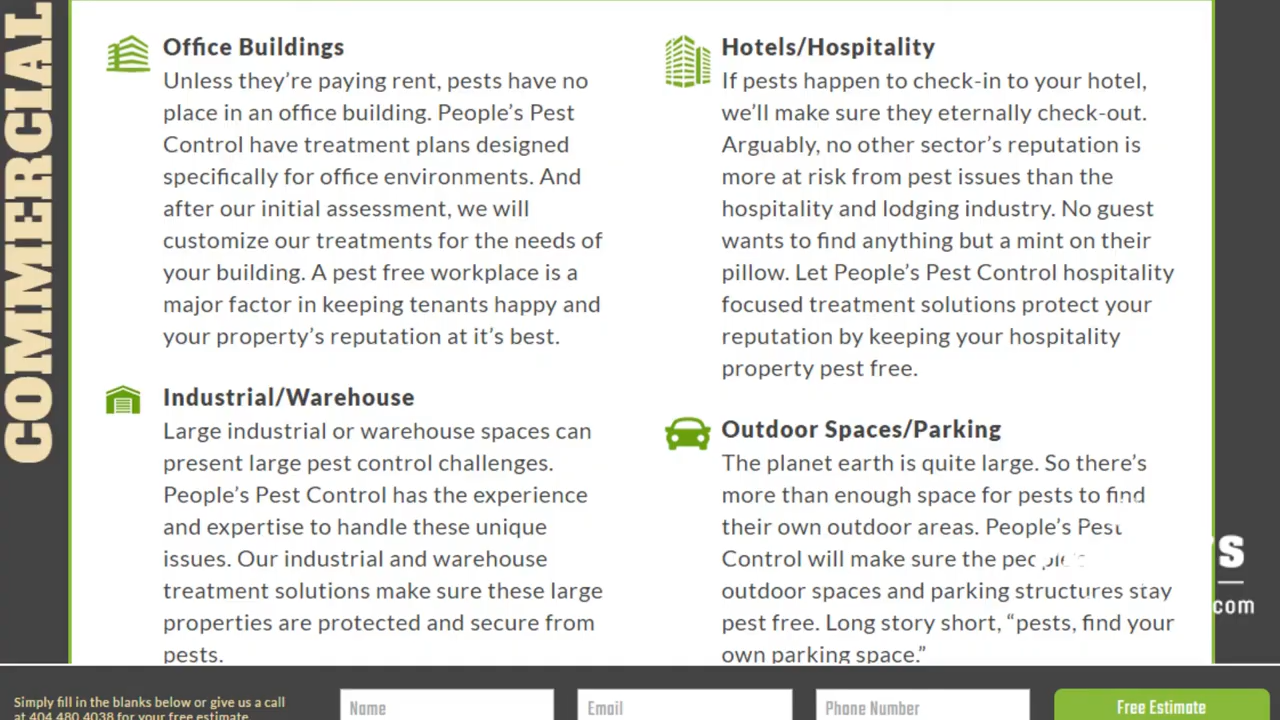 COMMERCIAL
Office Buildings
Unless they’re paying rent, pests have no
place in an office building. People’s Pest
Control have treatment plans designed
specifically for office environments. And
after our initial assessment, we will
customize our treatments for the needs of
your building. A pest free workplace is a
major factor in keeping tenants happy and
your property’s reputation at it’s best.
Industrial/Warehouse
Large industrial or warehouse spaces can
present large pest control challenges.
People’s Pest Control has the experience
and expertise to handle these unique
issues. Our industrial and warehouse
treatment solutions make sure these large
properties are protected and secure from
pests.
Hotels/Hospitality
If pests happen to check-in to your hotel,
we’ll make sure they eternally check-out.
Arguably, no other sector’s reputation is
more at risk from pest issues than the
hospitality and lodging industry. No guest
wants to find anything but a mint on their
pillow. Let People’s Pest Control hospitality
focused treatment solutions protect your
reputation by keeping your hospitality
property pest free.
Outdoor Spaces/Parking
The planet earth is quite large. So there’s
more than enough space for pests to find
their own outdoor areas. People’s Pest
Control will make sure the people’s
outdoor spaces and parking structures stay
pest free. Long story short, “pests, find your
own parking space.”
’s
.com
Simply fill in the blanks below or give us a call
at 404.480.4038 for your free estimate
Name
Email
Phone Number
Free Estimate